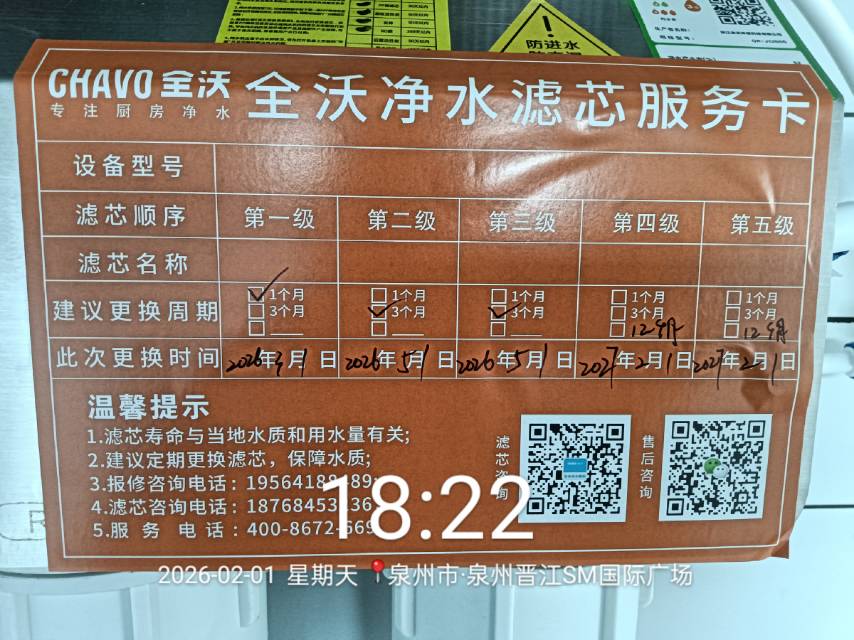 防进水
CHAVO 全沃
专注厨房净水
全沃净水滤芯服务卡
设备型号
滤芯顺序 第一级 第二级 第三级 第四级 第五级
滤芯名称
建议更换周期
☑1个月 □1个月 □1个月 □1个月 □1个月
□3个月 ☑3个月 ☑3个月 □3个月 □3个月
□ □ □ □12个月 □12个月
此次更换时间 2026年3月1日 2026年5月1日 2026年5月1日 2027年2月1日 2027年2月1日
温馨提示
1.滤芯寿命与当地水质和用水量有关;
2.建议定期更换滤芯，保障水质;
3.报修咨询电话:
4.滤芯咨询电话:
5.服务电话:
滤芯咨询
售后咨询
18:22
2026-02-01 星期天 泉州市·泉州晋江SM国际广场